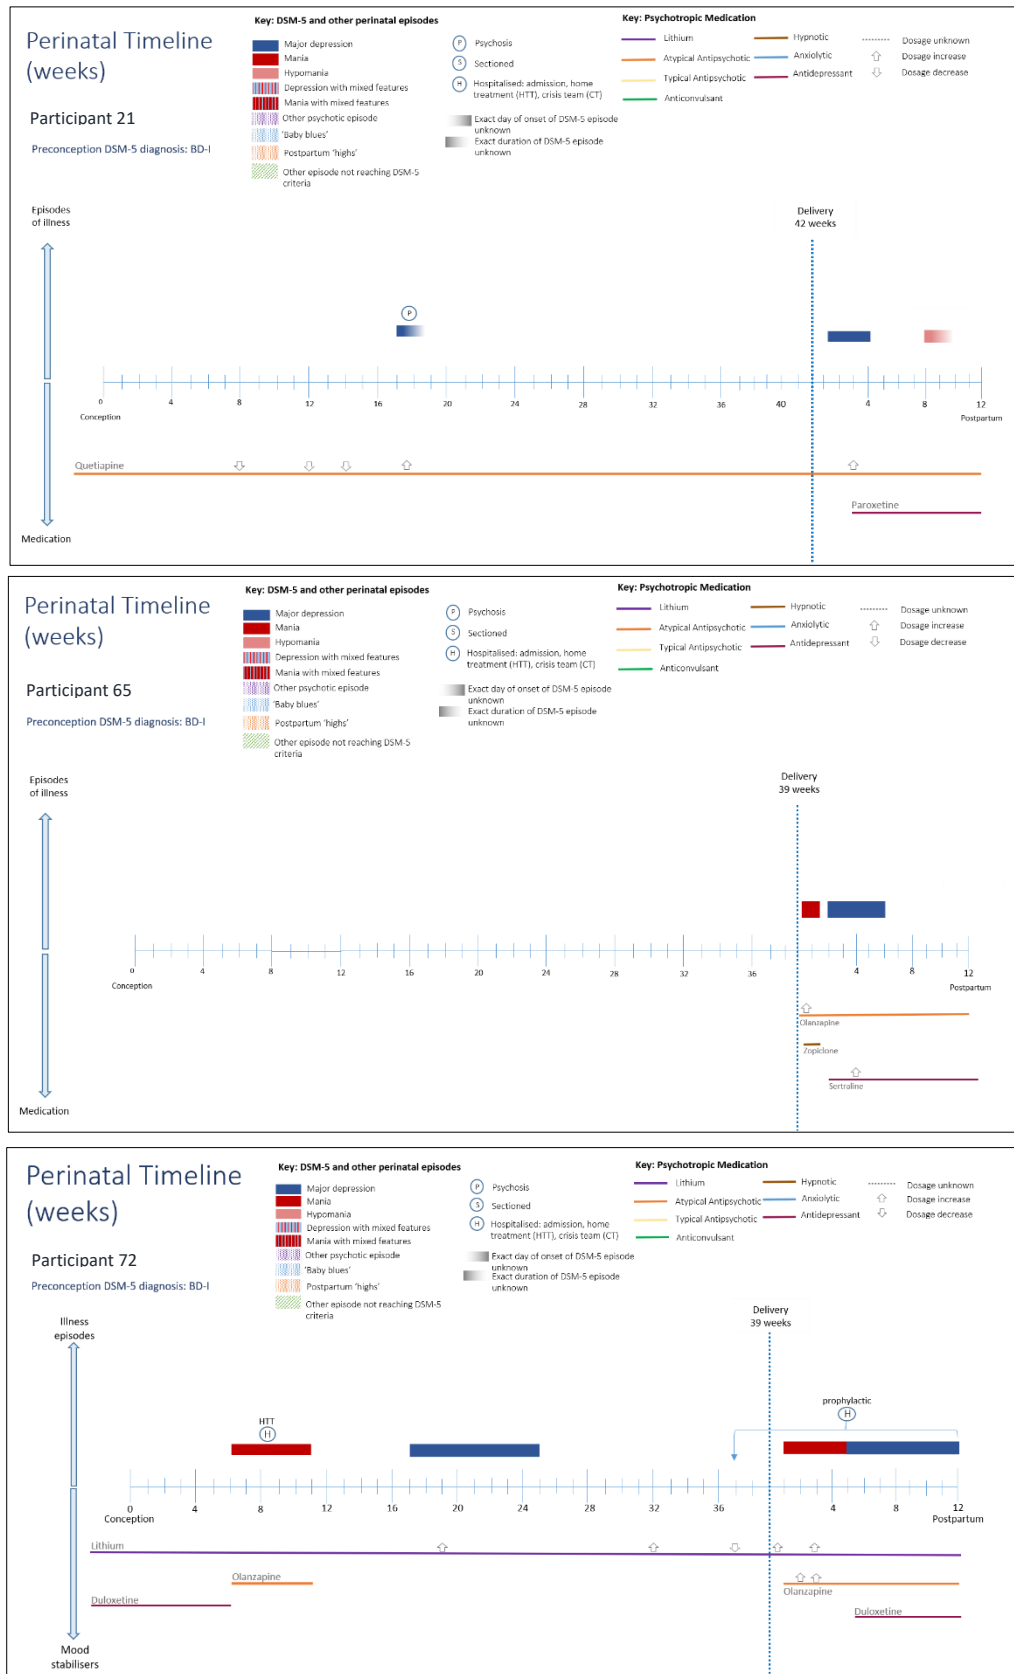 Perinatal Timeline
(weeks)
Participant 21
Preconception DSM-5 diagnosis: BD-I
Key: DSM-5 and other perinatal episodes
Major depression
Mania
Hypomania
Depression with mixed features
Mania with mixed features
Other psychotic episode
'Baby blues'
Postpartum 'highs'
Other episode not reaching DSM-5
criteria
P Psychosis
S Sectioned
H Hospitalised: admission, home
treatment (HTT), crisis team (CT)
Exact day of onset of DSM-5 episode
unknown
Exact duration of DSM-5 episode
unknown
Key: Psychotropic Medication
Lithium
Atypical Antipsychotic
Typical Antipsychotic
Anticonvulsant
Hypnotic
Anxiolytic
Antidepressant
Dosage unknown
Dosage increase
Dosage decrease
Episodes
of illness
Delivery
42 weeks
P
0 4 8 12 16 20 24 28 32 36 40 4 8 12
Conception
Postpartum
Quetiapine
Paroxetine
Medication
Perinatal Timeline
(weeks)
Participant 65
Preconception DSM-5 diagnosis: BD-I
Key: DSM-5 and other perinatal episodes
Major depression
Mania
Hypomania
Depression with mixed features
Mania with mixed features
Other psychotic episode
'Baby blues'
Postpartum 'highs'
Other episode not reaching DSM-5
criteria
P Psychosis
S Sectioned
H Hospitalised: admission, home
treatment (HTT), crisis team (CT)
Exact day of onset of DSM-5 episode
unknown
Exact duration of DSM-5 episode
unknown
Key: Psychotropic Medication
Lithium
Atypical Antipsychotic
Typical Antipsychotic
Anticonvulsant
Hypnotic
Anxiolytic
Antidepressant
Dosage unknown
Dosage increase
Dosage decrease
Episodes
of illness
Delivery
39 weeks
0 4 8 12 16 20 24 28 32 36 4 8 12
Conception
Postpartum
Olanzapine
Zopiclone
Sertraline
Medication
Perinatal Timeline
(weeks)
Participant 72
Preconception DSM-5 diagnosis: BD-I
Key: DSM-5 and other perinatal episodes
Major depression
Mania
Hypomania
Depression with mixed features
Mania with mixed features
Other psychotic episode
'Baby blues'
Postpartum 'highs'
Other episode not reaching DSM-5
criteria
P Psychosis
S Sectioned
H Hospitalised: admission, home
treatment (HTT), crisis team (CT)
Exact day of onset of DSM-5 episode
unknown
Exact duration of DSM-5 episode
unknown
Key: Psychotropic Medication
Lithium
Atypical Antipsychotic
Typical Antipsychotic
Anticonvulsant
Hypnotic
Anxiolytic
Antidepressant
Dosage unknown
Dosage increase
Dosage decrease
Illness
episodes
Delivery
39 weeks
HTT
H
prophylactic
H
0 4 8 12 16 20 24 28 32 36 4 8 12
Conception
Postpartum
Lithium
Olanzapine
Duloxetine
Olanzapine
Duloxetine
Mood
stabilisers